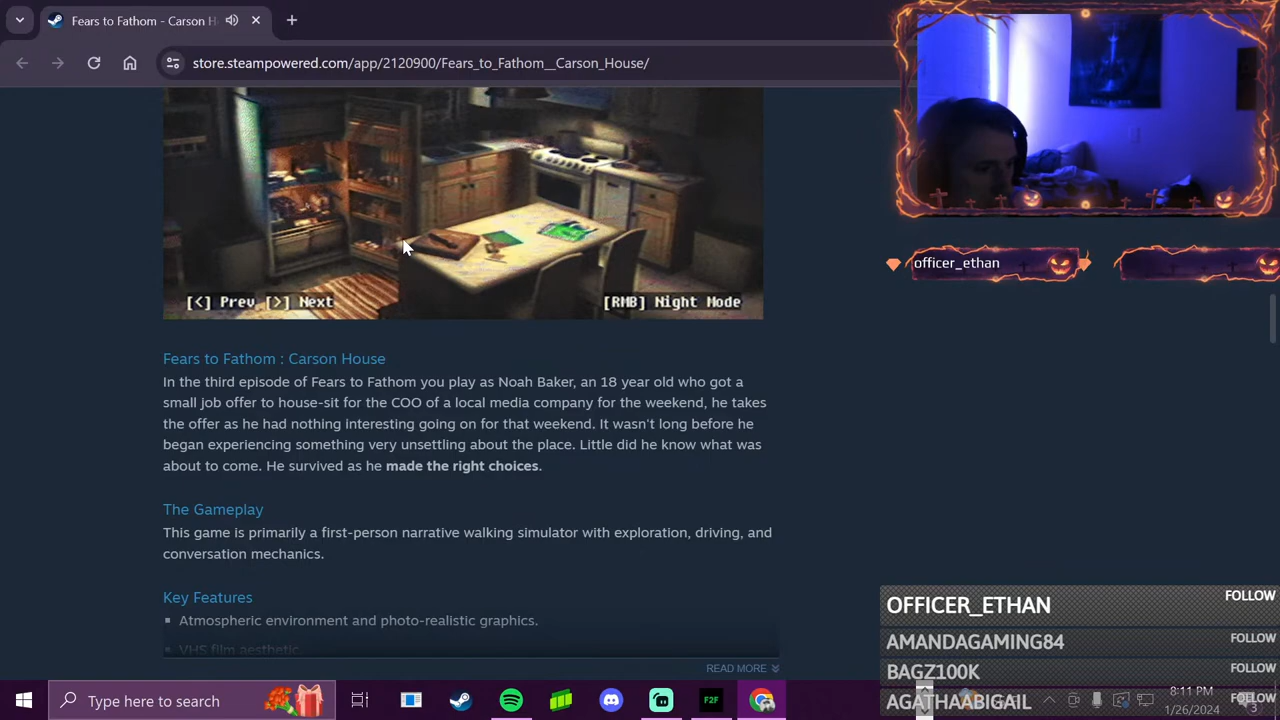 Fears to Fathom - Carson H
store.steampowered.com/app/2120900/Fears_to_Fathom__Carson_House/
[<] Prev [>] Next
[RMB] Night Mode
officer_ethan
Fears to Fathom : Carson House
In the third episode of Fears to Fathom you play as Noah Baker, an 18 year old who got a
small job offer to house-sit for the COO of a local media company for the weekend, he takes
the offer as he had nothing interesting going on for that weekend. It wasn't long before he
began experiencing something very unsettling about the place. Little did he know what was
about to come. He survived as he made the right choices.
The Gameplay
This game is primarily a first-person narrative walking simulator with exploration, driving, and
conversation mechanics.
Key Features
Atmospheric environment and photo-realistic graphics.
VHS film aesthetic
READ MORE
OFFICER_ETHAN FOLLOW
AMANDAGAMING84 FOLLOW
BAGZ100K FOLLOW
AGATHAABIGAIL FOLLOW
Type here to search
F2F
8:11 PM
1/26/2024
3